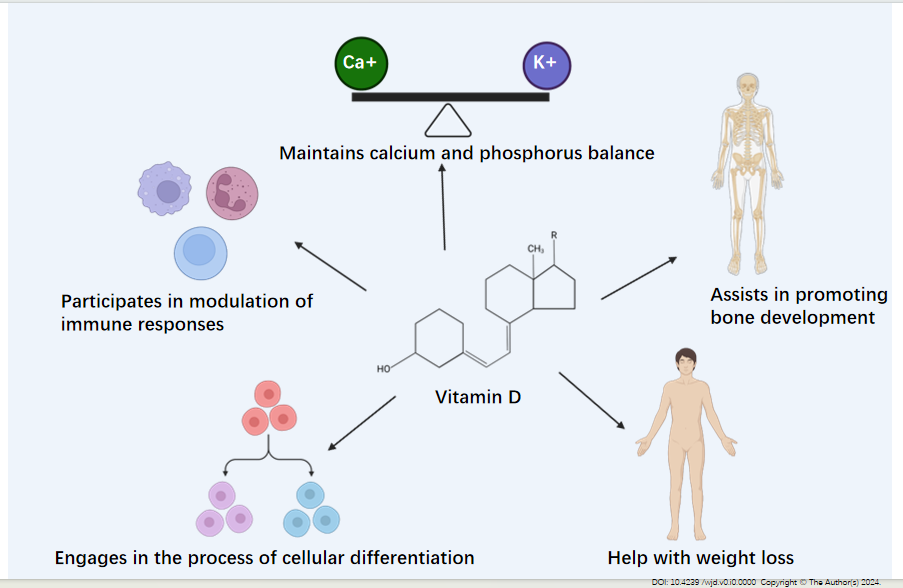 Ca+
K+
Maintains calcium and phosphorus balance
R
CH₃
Participates in modulation of
immune responses
Assists in promoting
bone development
HO
Vitamin D
Engages in the process of cellular differentiation
Help with weight loss
DOI: 10.4239 /wjd.v0.i0.0000 Copyright © The Author(s) 2024.